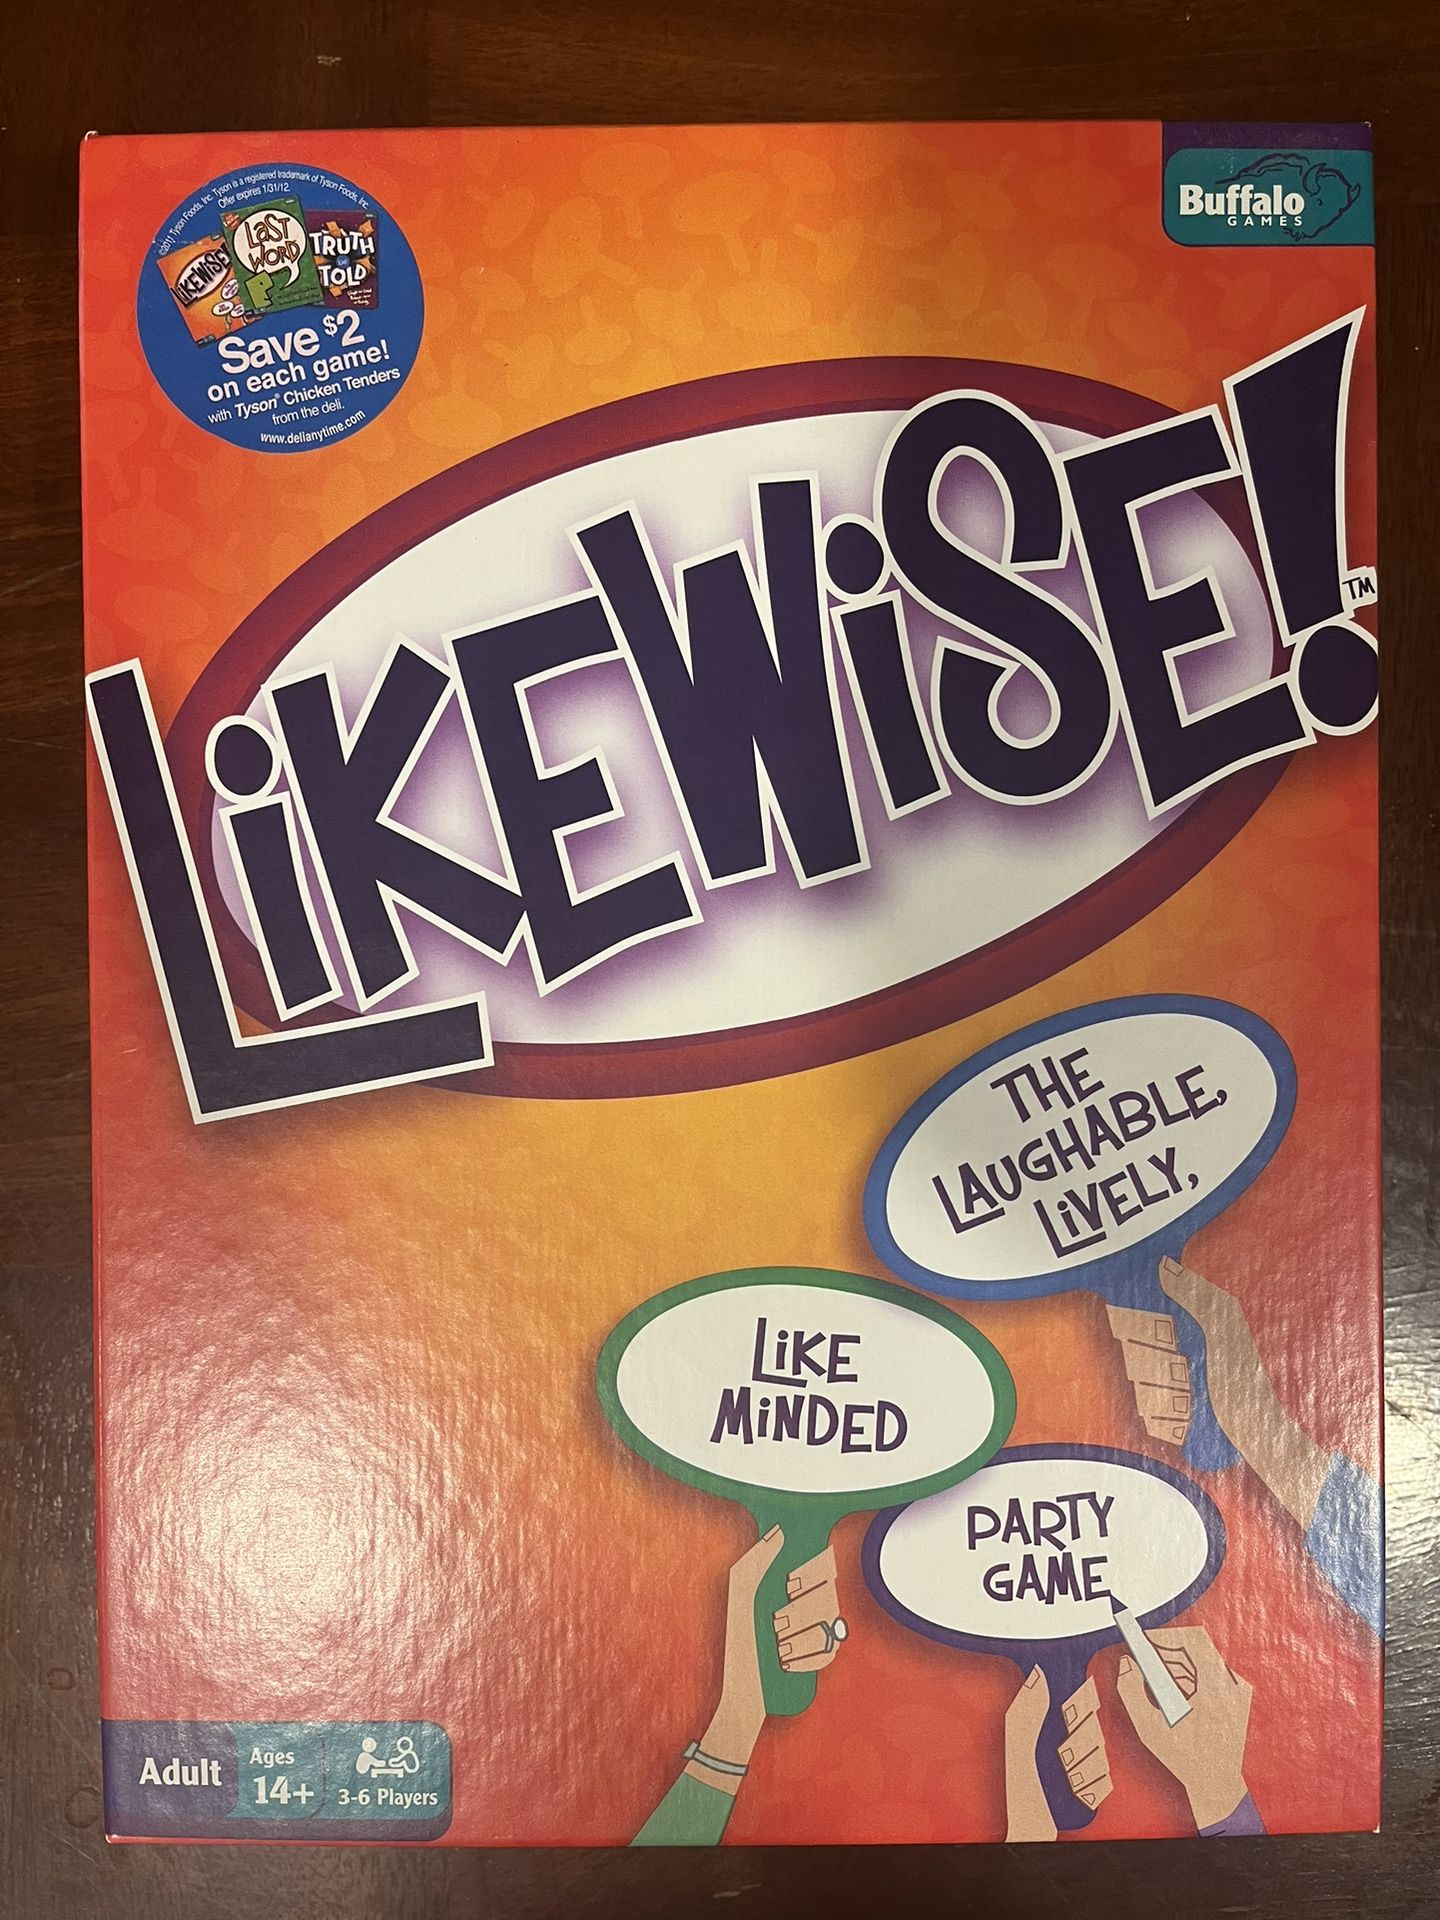 ©2011 Tyson Foods, Inc. Tyson is a registered trademark of Tyson Foods, Inc.
Offer expires 1/31/12.
LIKEWISE!
LAST
WORD
TRUTH
be
TOLD
Save $2
on each game!
with Tyson® Chicken Tenders
from the deli.
www.delianytime.com
Buffalo
GAMES
LiKEWiSE!™
THE
LAUGHABLE,
LiVELY,
LiKE
MiNDED
PARTY
GAME
Adult
Ages
14+
3-6 Players